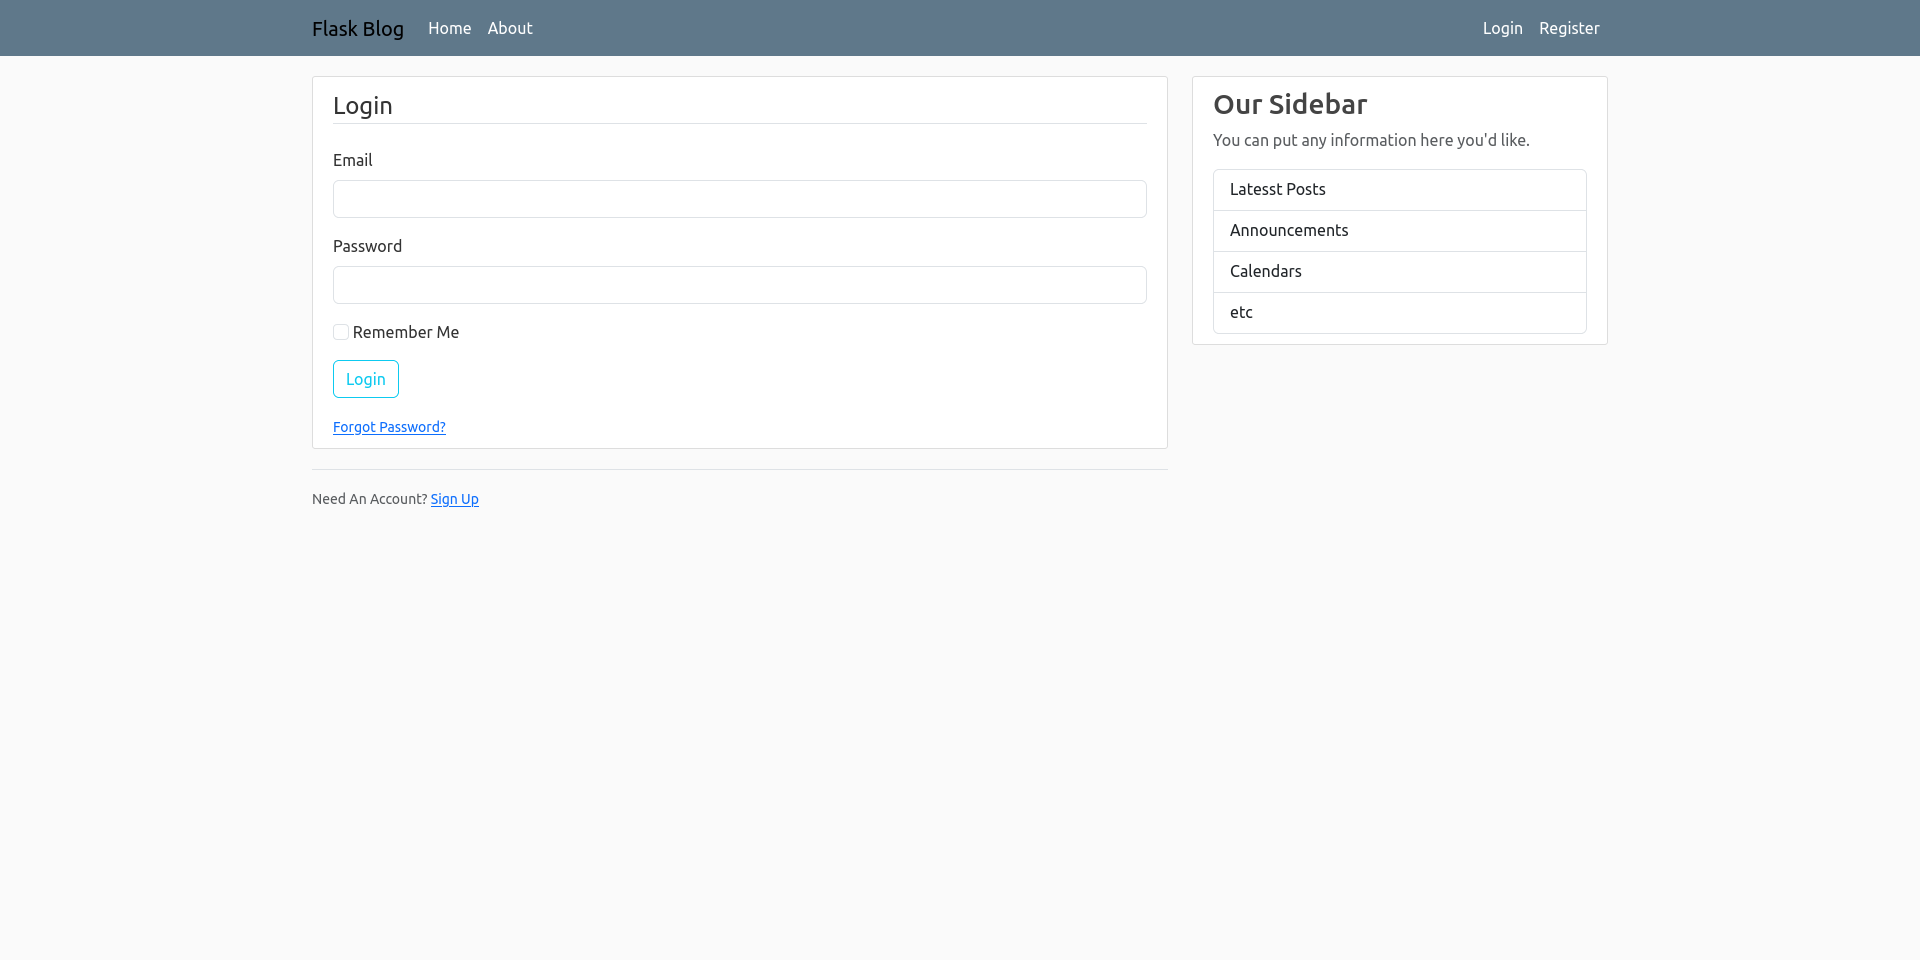 Flask Blog Home About Login Register
Login
Email
Password
Remember Me
Login
Forgot Password?
Need An Account? Sign Up
Our Sidebar
You can put any information here you'd like.
Latesst Posts
Announcements
Calendars
etc